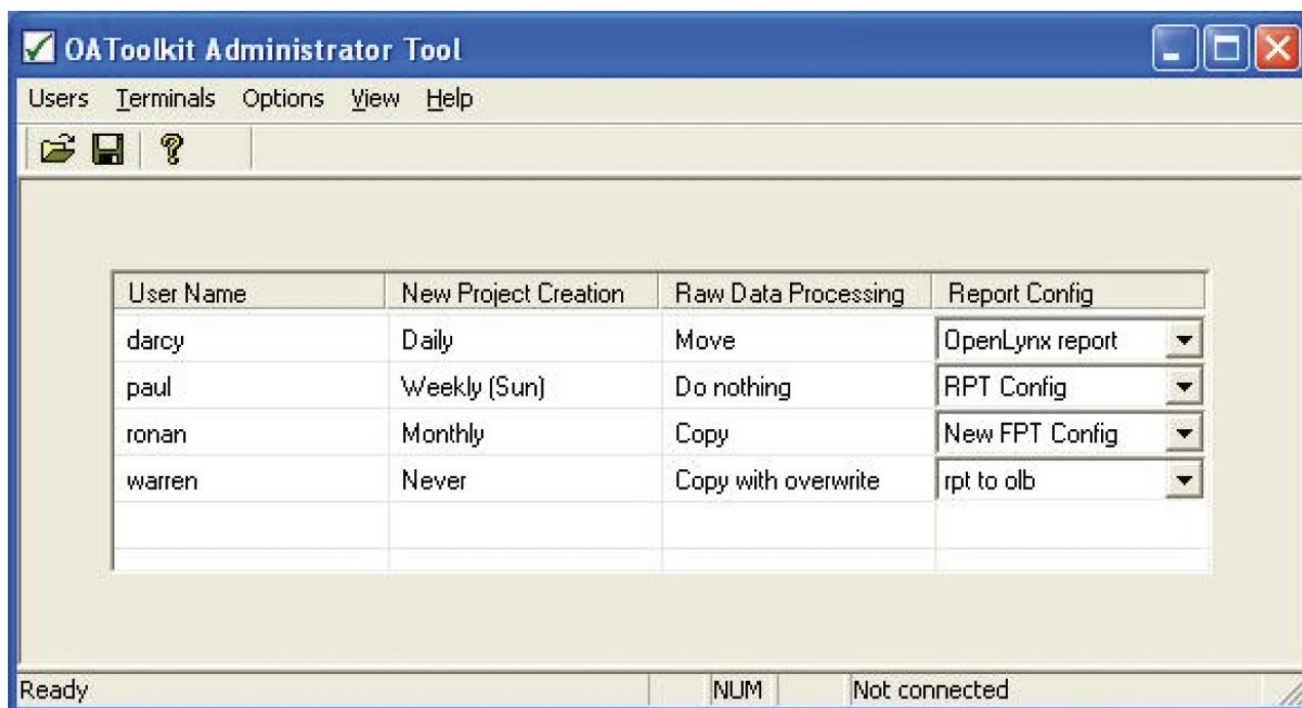 OAToolkit Administrator Tool
Users Terminals Options View Help
User Name New Project Creation Raw Data Processing Report Config
darcy Daily Move OpenLynx report
paul Weekly (Sun) Do nothing RPT Config
ronan Monthly Copy New FPT Config
warren Never Copy with overwrite rpt to olb
Ready NUM Not connected